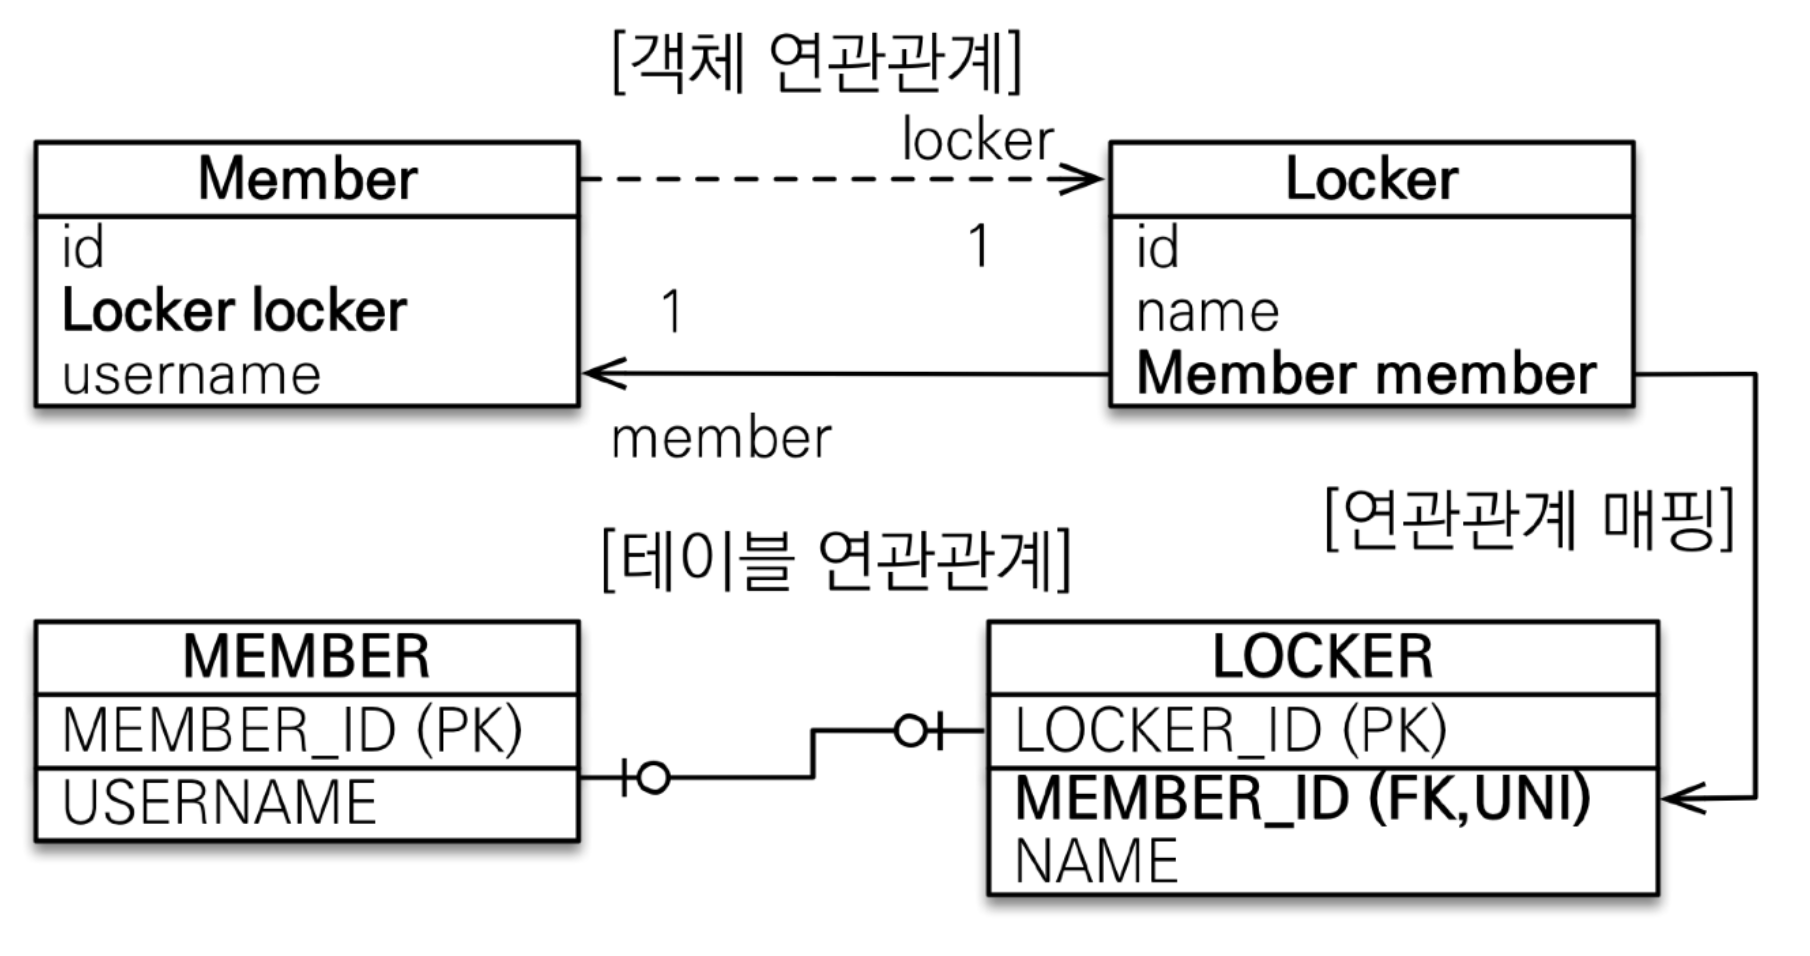 [객체 연관관계]
locker
Member
id
Locker locker
username
1
1
member
Locker
id
name
Member member
[연관관계 매핑]
[테이블 연관관계]
MEMBER
MEMBER_ID (PK)
USERNAME
LOCKER
LOCKER_ID (PK)
MEMBER_ID (FK,UNI)
NAME